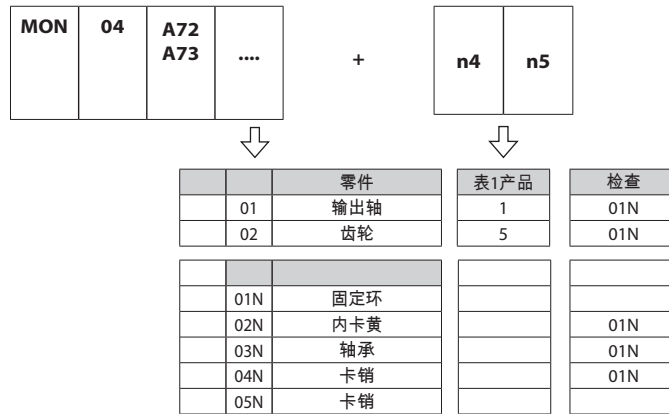 MON 04 A72 .... + n4 n5
A73
零件 表1产品 检查
01 输出轴 1 01N
02 齿轮 5 01N
01N 固定环
02N 内卡黄 01N
03N 轴承 01N
04N 卡销 01N
05N 卡销